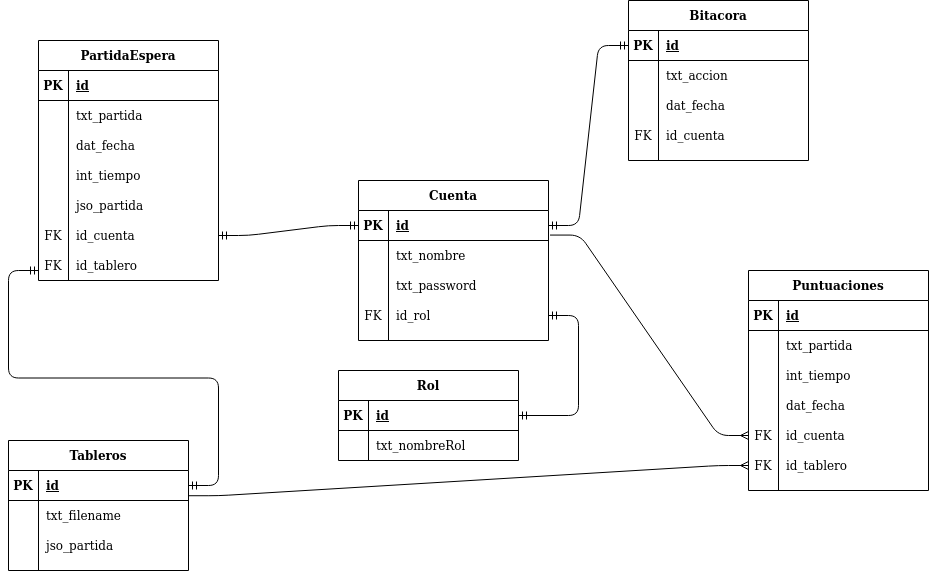 Bitacora
PK id
txt_accion
dat_fecha
FK id_cuenta
PartidaEspera
PK id
txt_partida
dat_fecha
int_tiempo
jso_partida
FK id_cuenta
FK id_tablero
Cuenta
PK id
txt_nombre
txt_password
FK id_rol
Puntuaciones
PK id
txt_partida
int_tiempo
dat_fecha
FK id_cuenta
FK id_tablero
Rol
PK id
txt_nombreRol
Tableros
PK id
txt_filename
jso_partida